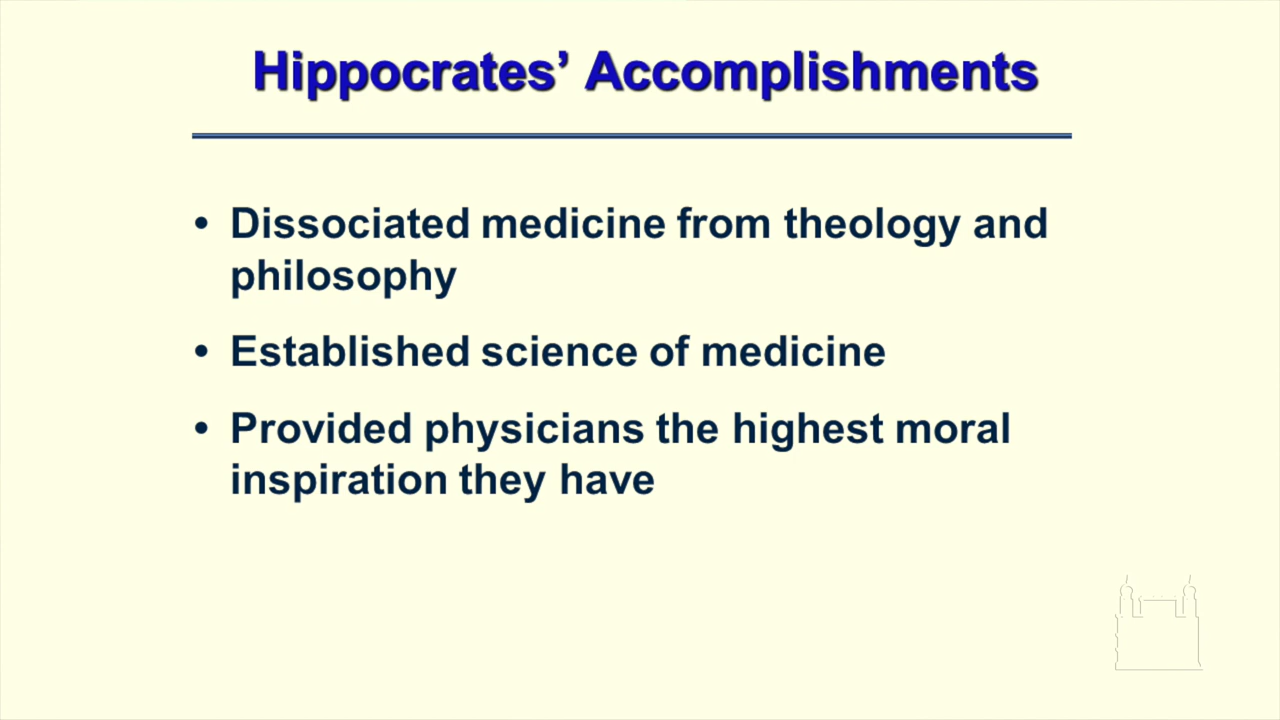 Hippocrates’ Accomplishments
• Dissociated medicine from theology and
philosophy
• Established science of medicine
• Provided physicians the highest moral
inspiration they have